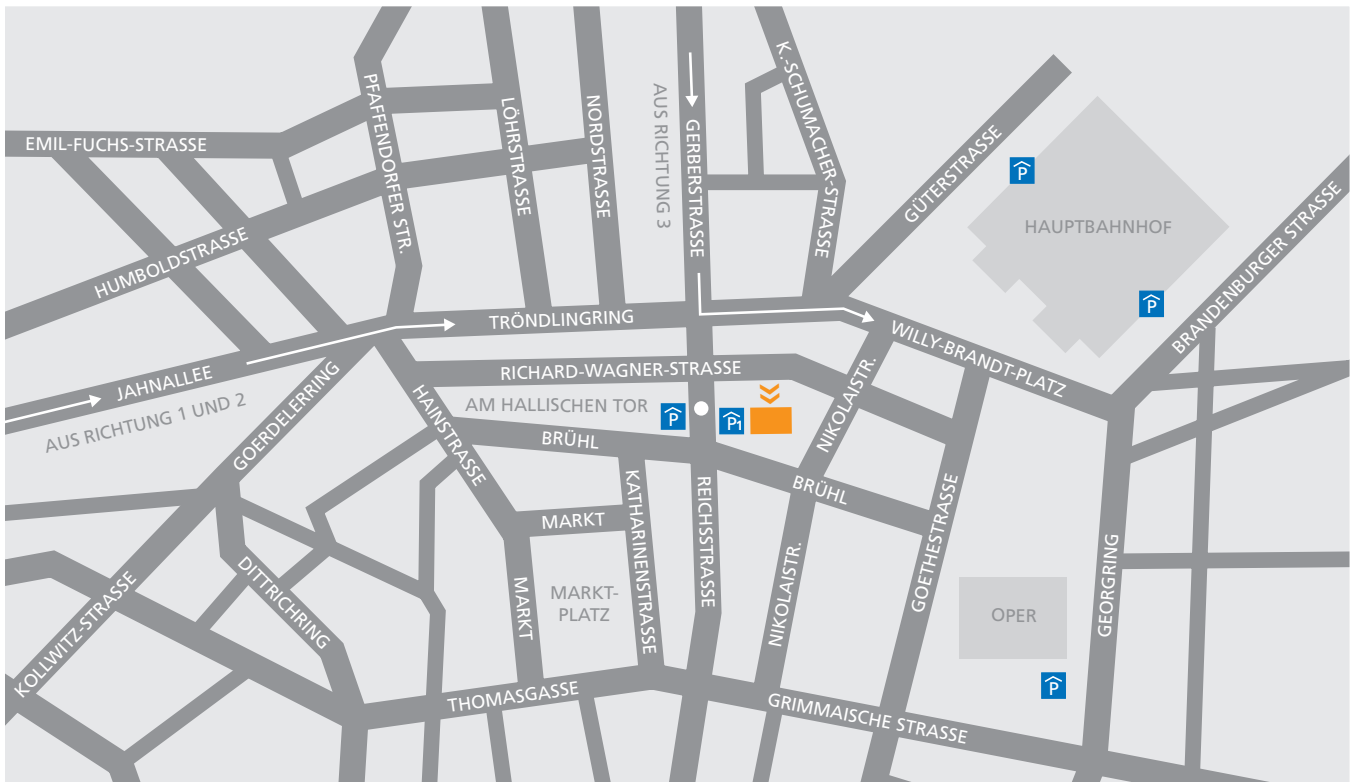 K.-SCHUMACHER-STRASSE
PFAFFENDORFER STR.
LÖHRSTRASSE
NORDSTRASSE
AUS RICHTUNG 3
GERBERSTRASSE
EMIL-FUCHS-STRASSE
GÜTERSTRASSE
P
HAUPTBAHNHOF
HUMBOLDTSTRASSE
BRANDENBURGER STRASSE
P
TRÖNDLINGRING
WILLY-BRANDT-PLATZ
RICHARD-WAGNER-STRASSE
JAHNALLEE
AUS RICHTUNG 1 UND 2
GOERDELERRING
HAINSTRASSE
AM HALLISCHEN TOR
P
P1
NIKOLAISTR.
BRÜHL
BRÜHL
KATHARINENSTRASSE
REICHSSTRASSE
MARKT
MARKT
MARKT-
PLATZ
NIKOLAISTR.
GOETHESTRASSE
GEORGRING
OPER
P
DITTRICHRING
KOLLWITZ-STRASSE
THOMASGASSE
GRIMMAISCHE STRASSE